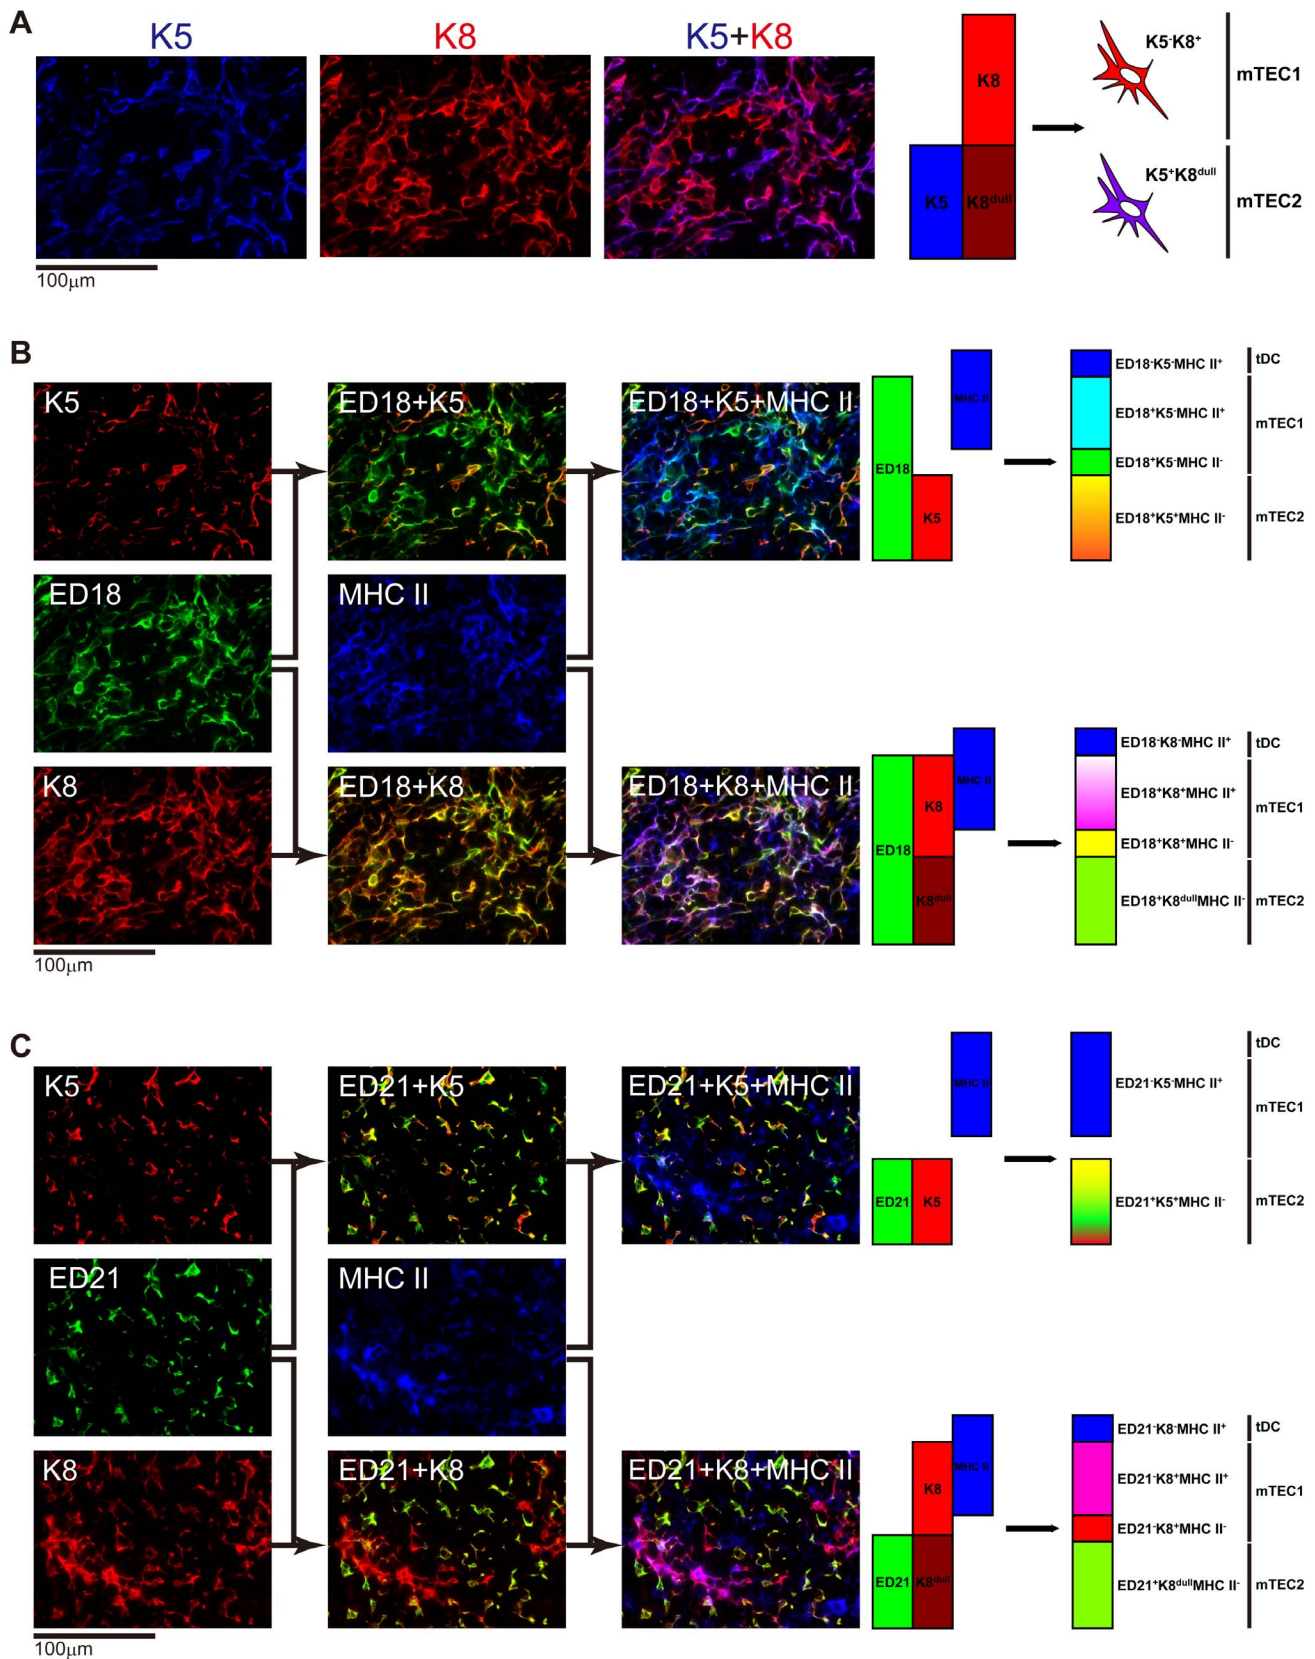 A
K5
K8
K5+K8
100μm
K8
K5
K8dull
K5-K8+
K5+K8dull
mTEC1
mTEC2
B
K5
ED18+K5
ED18+K5+MHC II
ED18
MHC II
K8
ED18+K8
ED18+K8+MHC II
100μm
ED18
K5
MHC II
ED18-K5-MHC II+
ED18+K5-MHC II+
ED18+K5-MHC II-
ED18+K5+MHC II-
tDC
mTEC1
mTEC2
ED18
K8
K8dull
MHC II
ED18-K8-MHC II+
ED18+K8+MHC II+
ED18+K8+MHC II-
ED18+K8dullMHC II-
tDC
mTEC1
mTEC2
C
K5
ED21+K5
ED21+K5+MHC II
ED21
MHC II
K8
ED21+K8
ED21+K8+MHC II
100μm
MHC II
ED21
K5
ED21-K5-MHC II+
ED21+K5+MHC II-
tDC
mTEC1
mTEC2
MHC II
K8
ED21
K8dull
ED21-K8-MHC II+
ED21-K8+MHC II+
ED21-K8+MHC II-
ED21+K8dullMHC II-
tDC
mTEC1
mTEC2